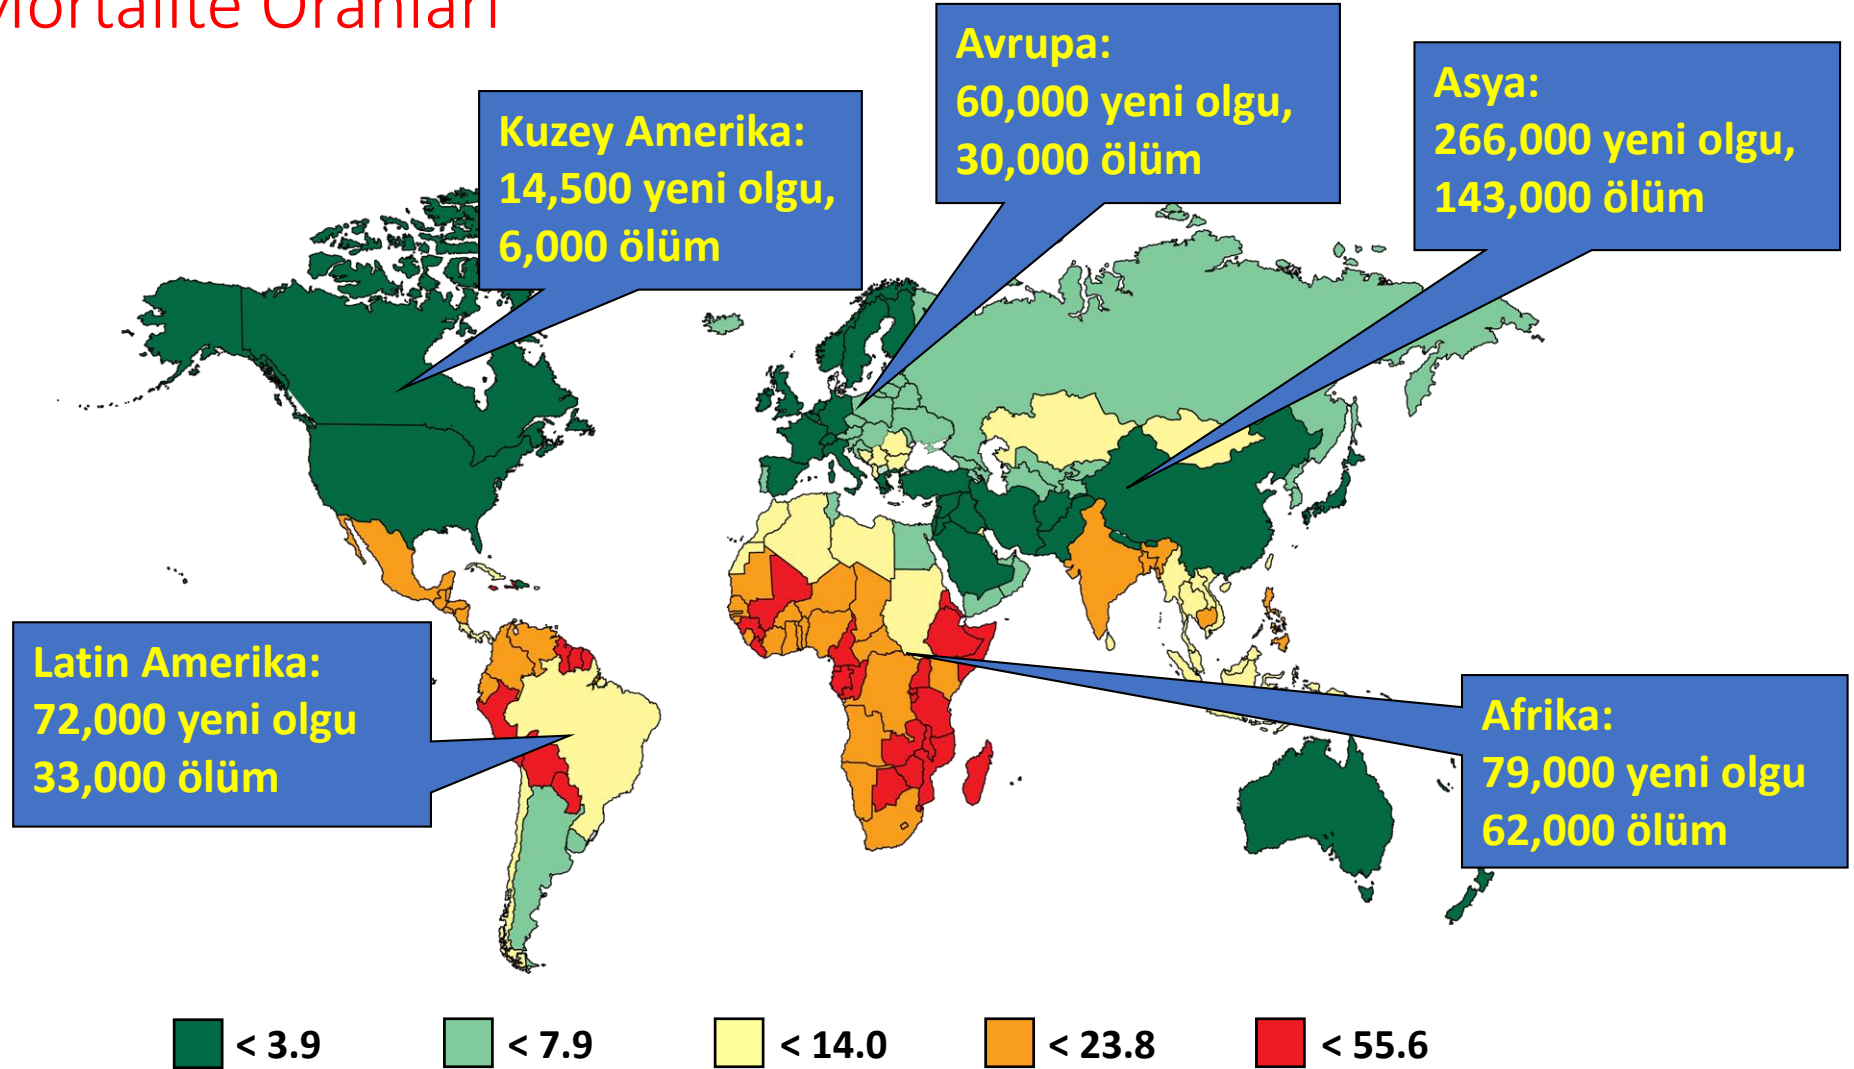 Mortalite Oranları
Kuzey Amerika:
14,500 yeni olgu,
6,000 ölüm
Avrupa:
60,000 yeni olgu,
30,000 ölüm
Asya:
266,000 yeni olgu,
143,000 ölüm
Latin Amerika:
72,000 yeni olgu
33,000 ölüm
Afrika:
79,000 yeni olgu
62,000 ölüm
< 3.9
< 7.9
< 14.0
< 23.8
< 55.6